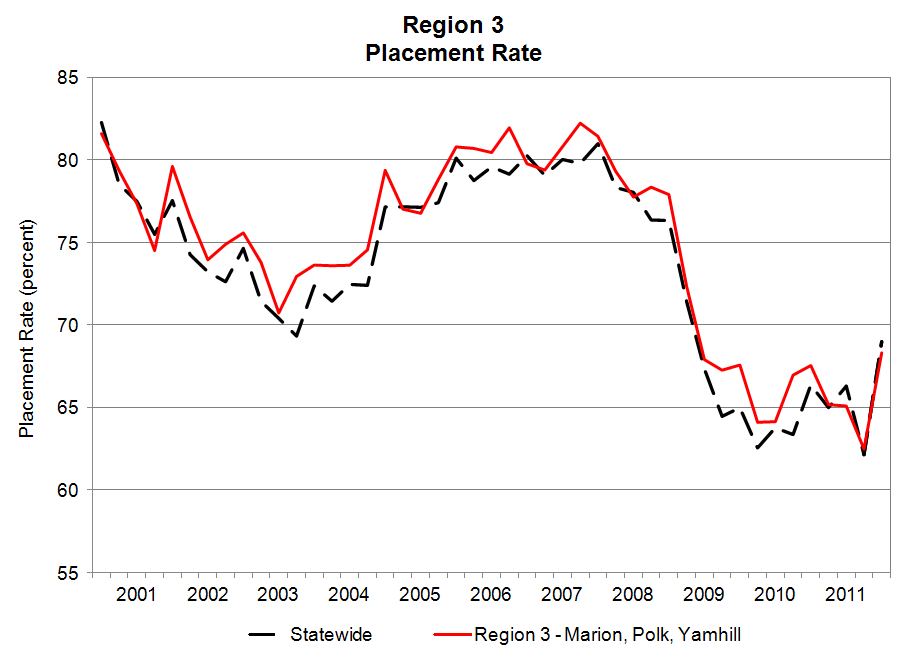 Region 3
Placement Rate
85
80
75
70
65
60
55
Placement Rate (percent)
2001 2002 2003 2004 2005 2006 2007 2008 2009 2010 2011
Statewide Region 3 - Marion, Polk, Yamhill